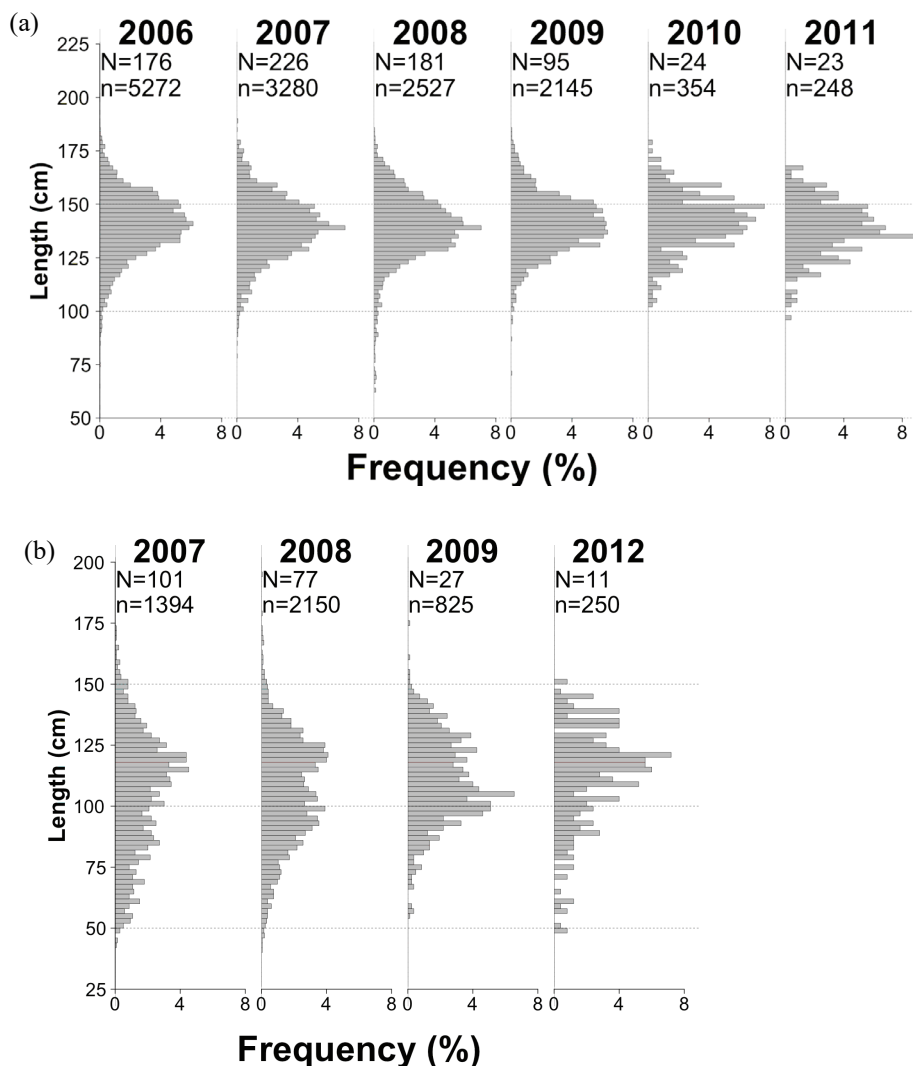 (a)
2006 2007 2008 2009 2010 2011
N=176 N=226 N=181 N=95 N=24 N=23
n=5272 n=3280 n=2527 n=2145 n=354 n=248
225
200
175
150
125
100
75
50
Length (cm)
0 4 8 0 4 8 0 4 8 0 4 8 0 4 8 0 4 8
Frequency (%)
(b)
2007 2008 2009 2012
N=101 N=77 N=27 N=11
n=1394 n=2150 n=825 n=250
200
175
150
125
100
75
50
25
Length (cm)
0 4 8 0 4 8 0 4 8 0 4 8
Frequency (%)